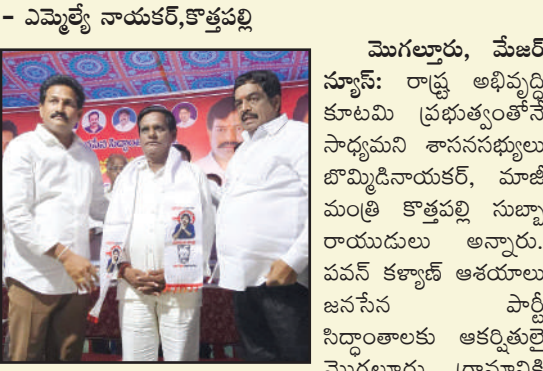 - ఎమ్మెల్యే నాయకర్,కొత్తపల్లి
మొగల్తూరు, మేజర్
న్యూస్: రాష్ట్ర అభివృద్ధి
కూటమి ప్రభుత్వంతోనే
సాధ్యమని శాసనసభ్యులు
బొమ్మిడినాయకర్, మాజీ
మంత్రి కొత్తపల్లి సుబ్బా
రాయుడులు అన్నారు.
పవన్ కళ్యాణ్ ఆశయాలు
జనసేన పార్టీ
సిద్ధాంతాలకు ఆకర్షితులై
మొగల్తూరు గ్రామానికి